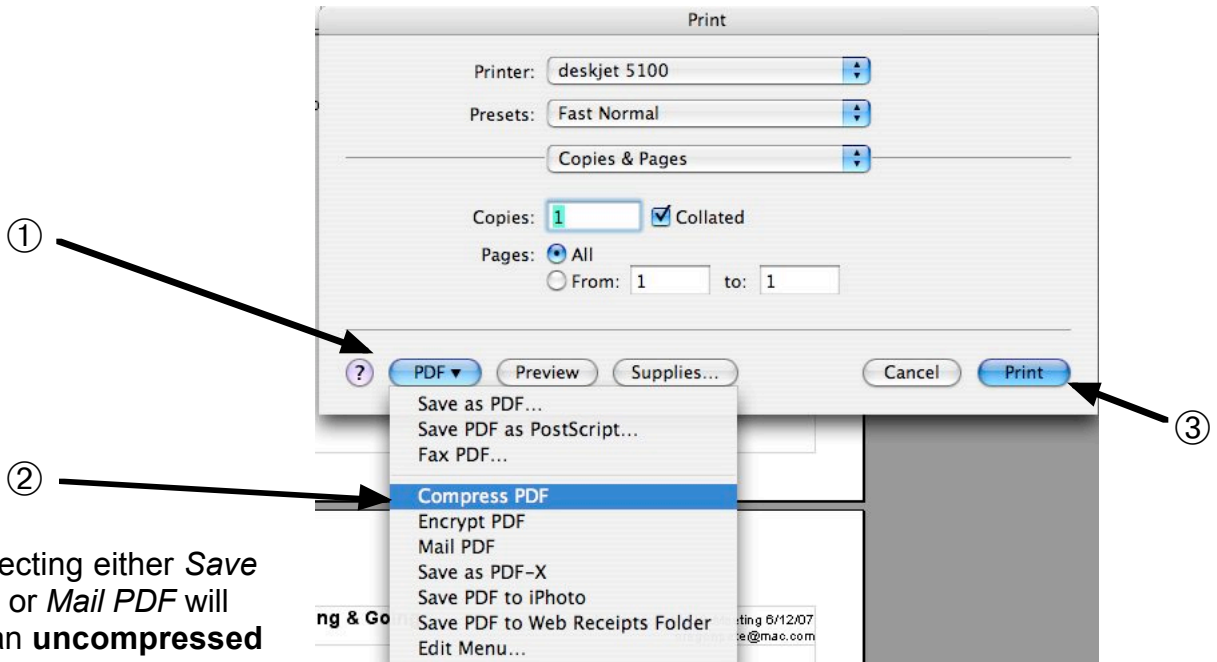 Print
Printer: deskjet 5100
Presets: Fast Normal
Copies & Pages
Copies: 1 Collated
Pages: All
From: 1 to: 1
①
? PDF ▼ Preview Supplies... Cancel Print
Save as PDF...
Save PDF as PostScript...
Fax PDF...
③
②
Compress PDF
Encrypt PDF
Mail PDF
Save as PDF-X
Save PDF to iPhoto
Save PDF to Web Receipts Folder
Edit Menu...
ecting either Save
or Mail PDF will
an uncompressed
ng & Go
ting 6/12/07
e@mac.com